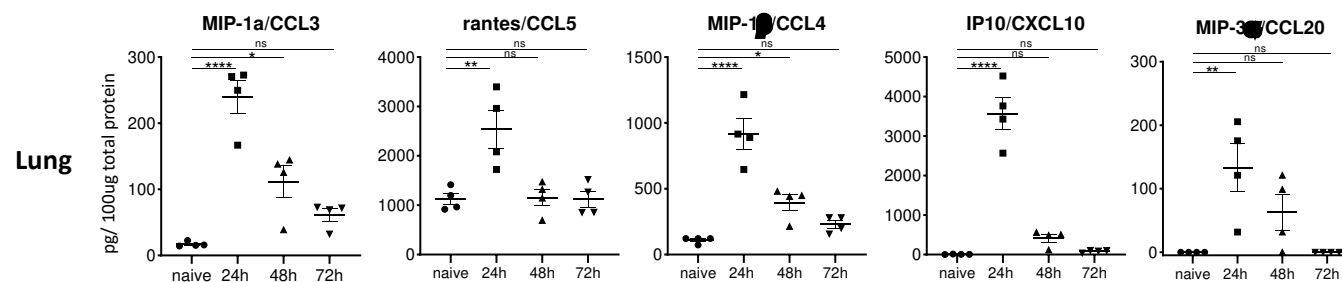 MIP-1a/CCL3
ns
*
****
300
200
100
0
pg/ 100ug total protein
naive 24h 48h 72h
rantes/CCL5
ns
ns
**
4000
3000
2000
1000
0
naive 24h 48h 72h
MIP-1β/CCL4
ns
*
****
1500
1000
500
0
naive 24h 48h 72h
IP10/CXCL10
ns
ns
****
5000
4000
3000
2000
1000
0
naive 24h 48h 72h
/CCL20
ns
ns
**
300
200
100
0
naive 24h 48h 72h
Lung